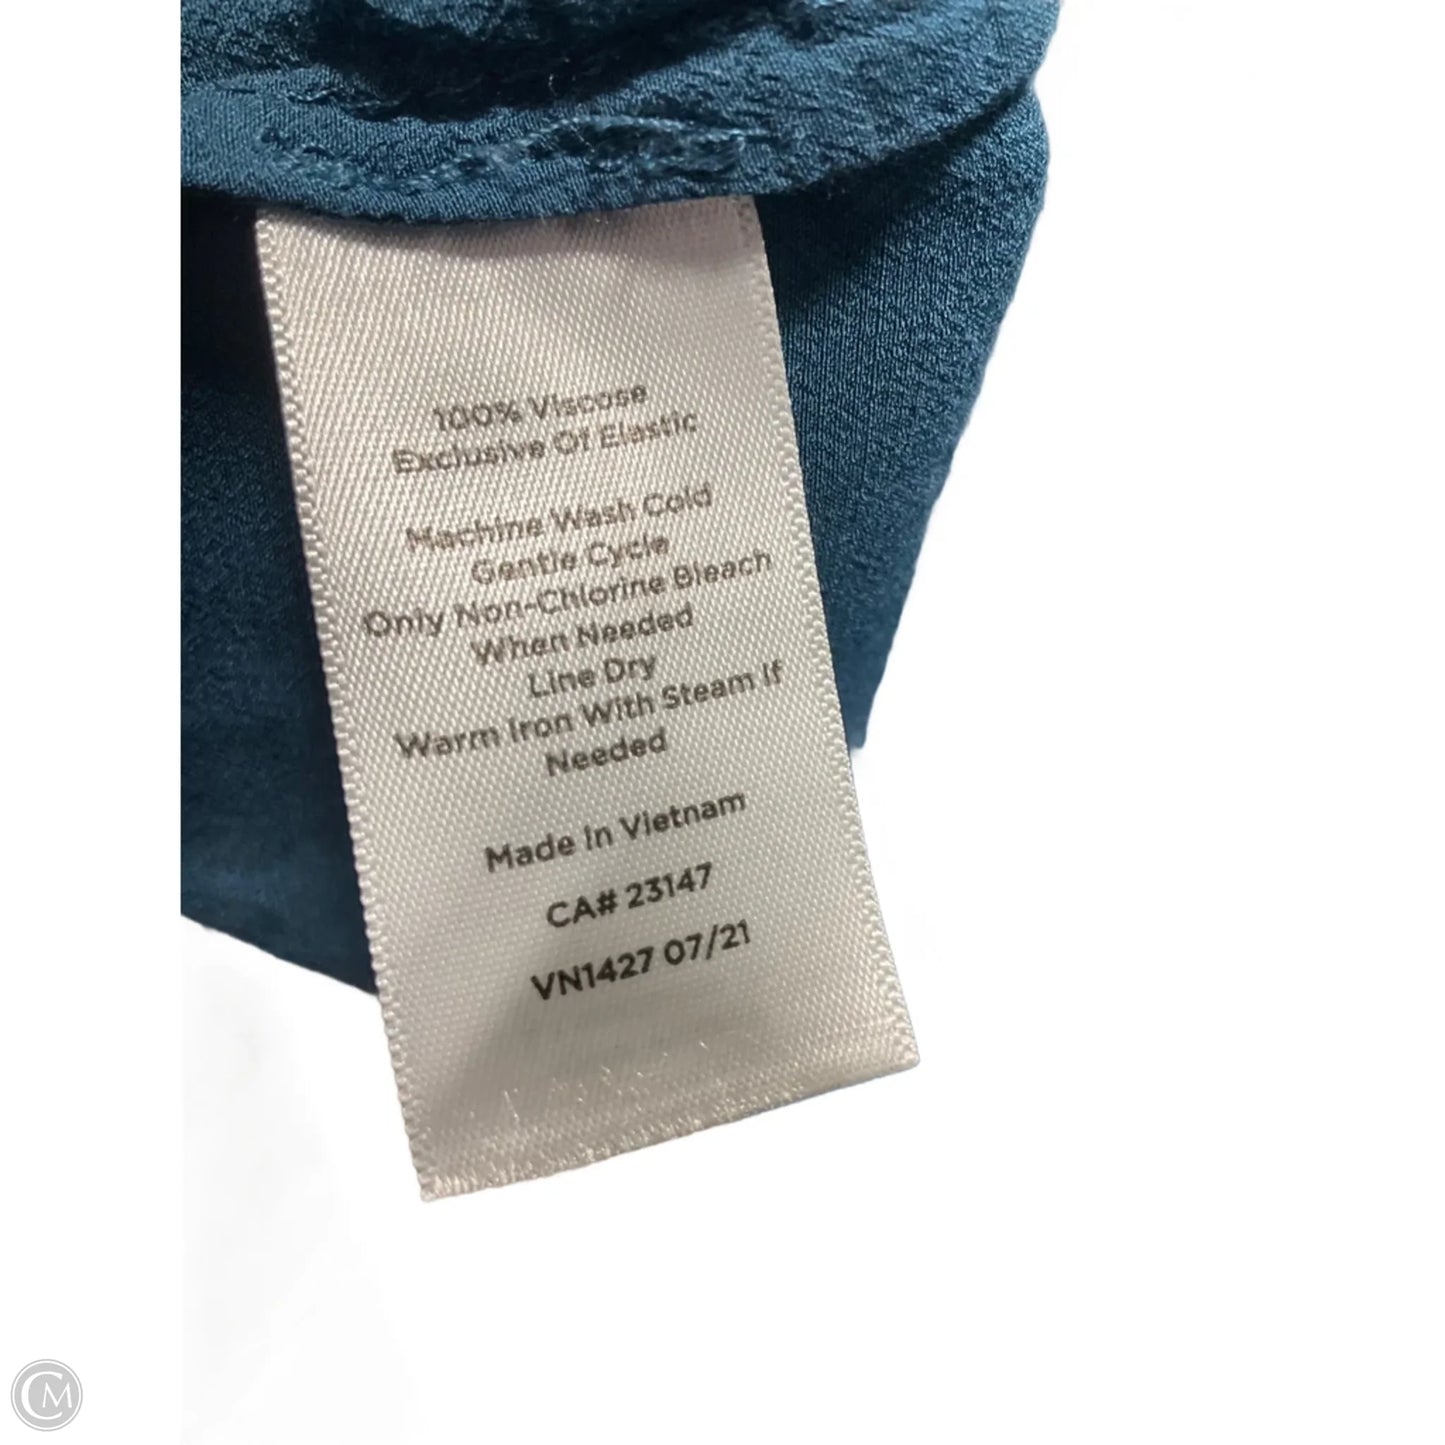 100% Viscose
Exclusive Of Elastic
Machine Wash Cold
Gentle Cycle
Only Non-Chlorine Bleach
When Needed
Line Dry
Warm Iron With Steam If
Needed
Made In Vietnam
CA# 23147
VN1427 07/21
CM